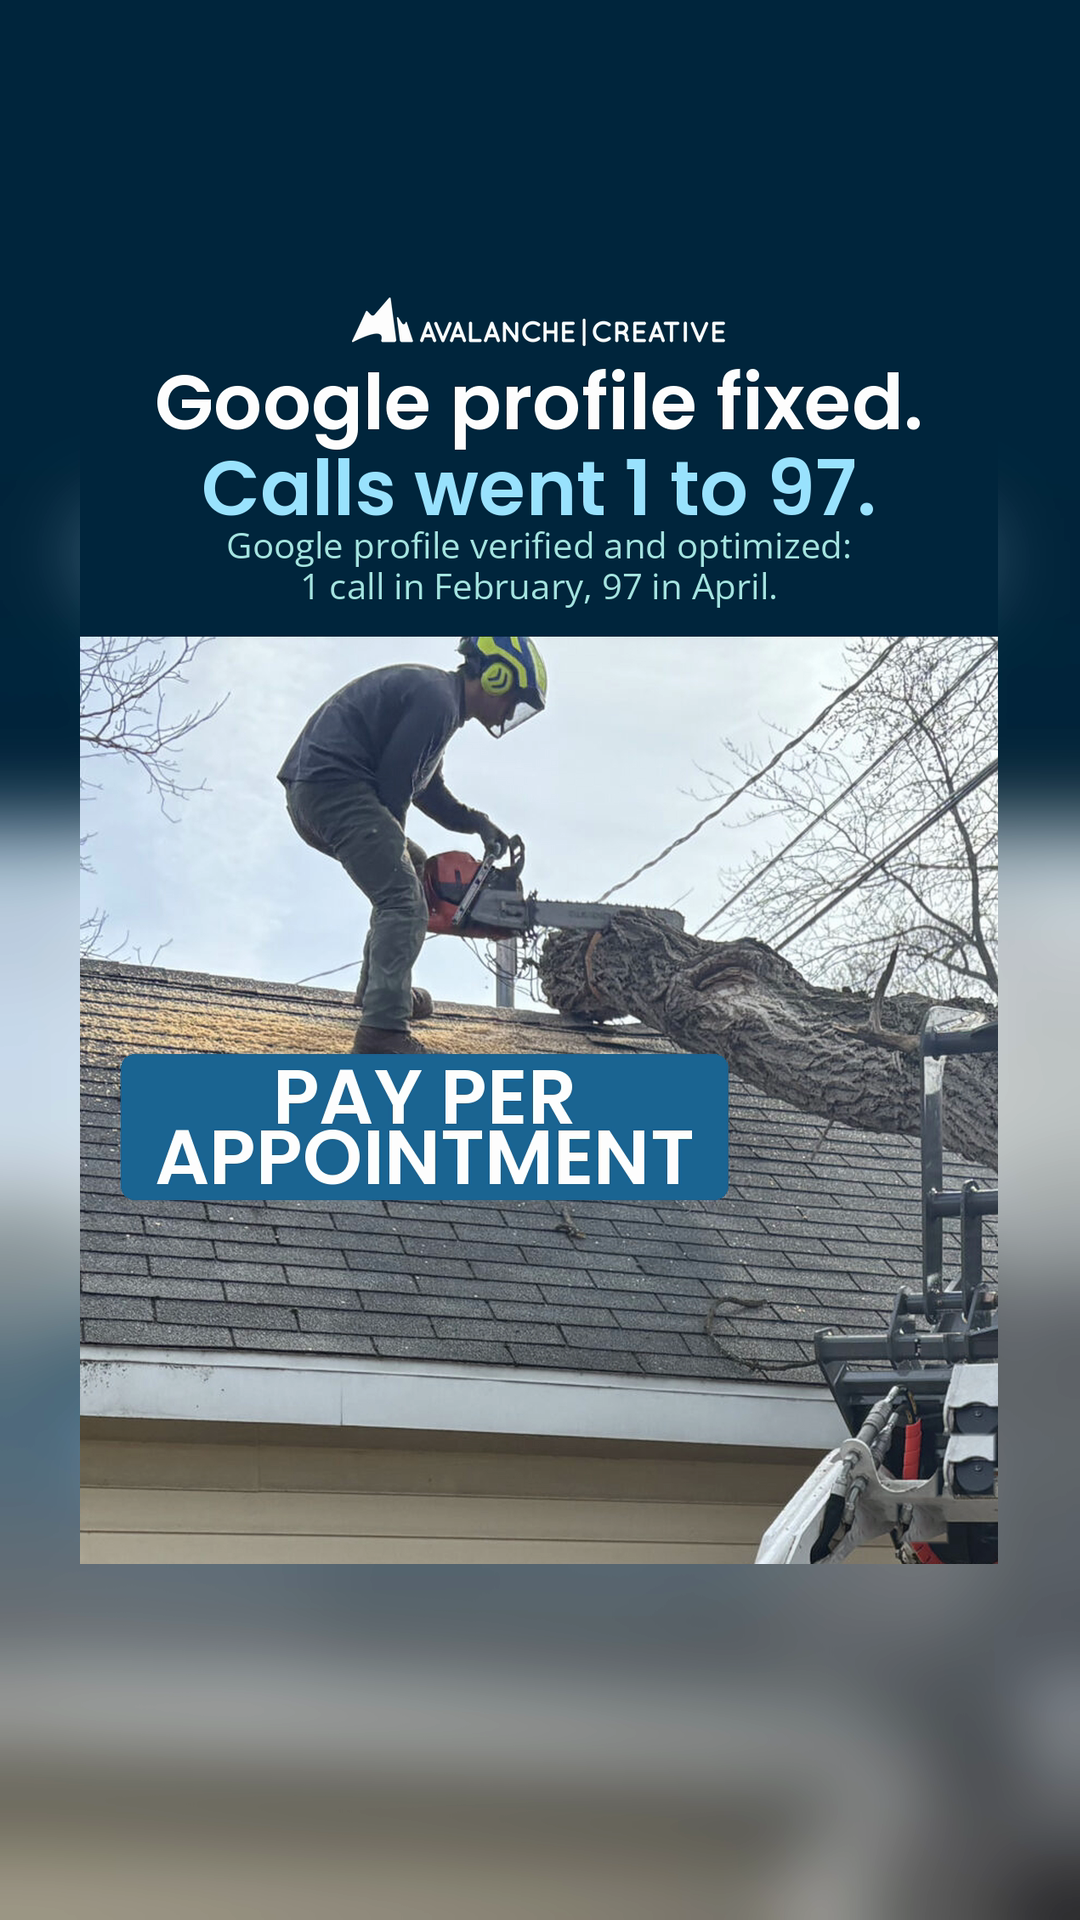 AVALANCHE|CREATIVE
Google profile fixed.
Calls went 1 to 97.
Google profile verified and optimized:
1 call in February, 97 in April.
PAY PER
APPOINTMENT